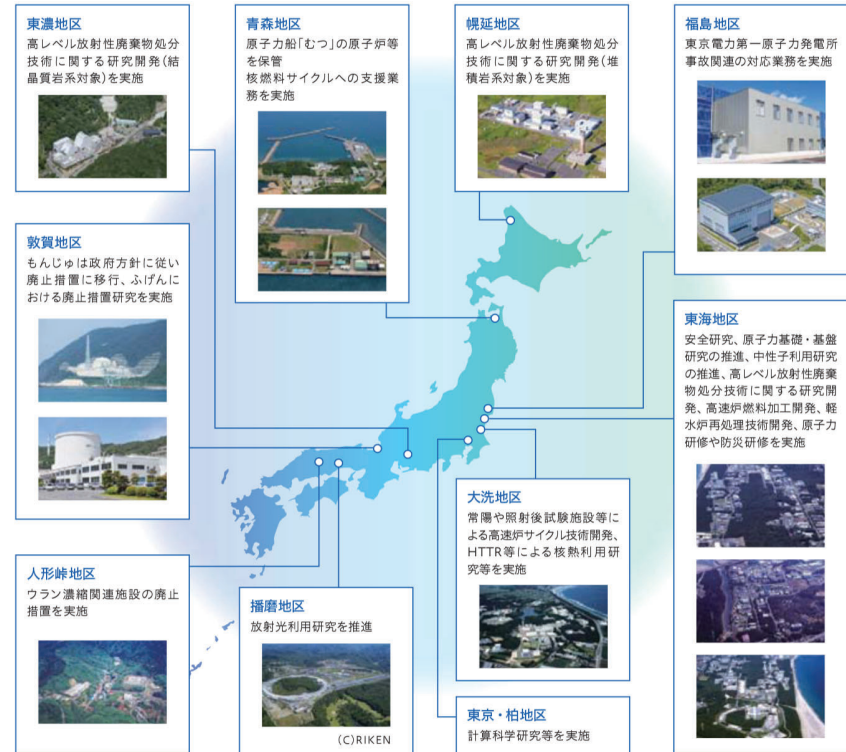 東濃地区
高レベル放射性廃棄物処分
技術に関する研究開発(結
晶質岩系対象)を実施
青森地区
原子力船「むつ」の原子炉等
を保管
核燃料サイクルへの支援業
務を実施
幌延地区
高レベル放射性廃棄物処分
技術に関する研究開発(堆
積岩系対象)を実施
福島地区
東京電力第一原子力発電所
事故関連の対応業務を実施
敦賀地区
もんじゅは政府方針に従い
廃止措置に移行、ふげんに
おける廃止措置研究を実施
東海地区
安全研究、原子力基礎・基盤
研究の推進、中性子利用研究
の推進、高レベル放射性廃棄
物処分技術に関する研究開
発、高速炉燃料加工開発、軽
水炉再処理技術開発、原子力
研修や防災研修を実施
大洗地区
常陽や照射後試験施設等に
よる高速炉サイクル技術開発、
HTTR等による核熱利用研
究等を実施
人形峠地区
ウラン濃縮関連施設の廃止
措置を実施
播磨地区
放射光利用研究を推進
(C)RIKEN
東京・柏地区
計算科学研究等を実施